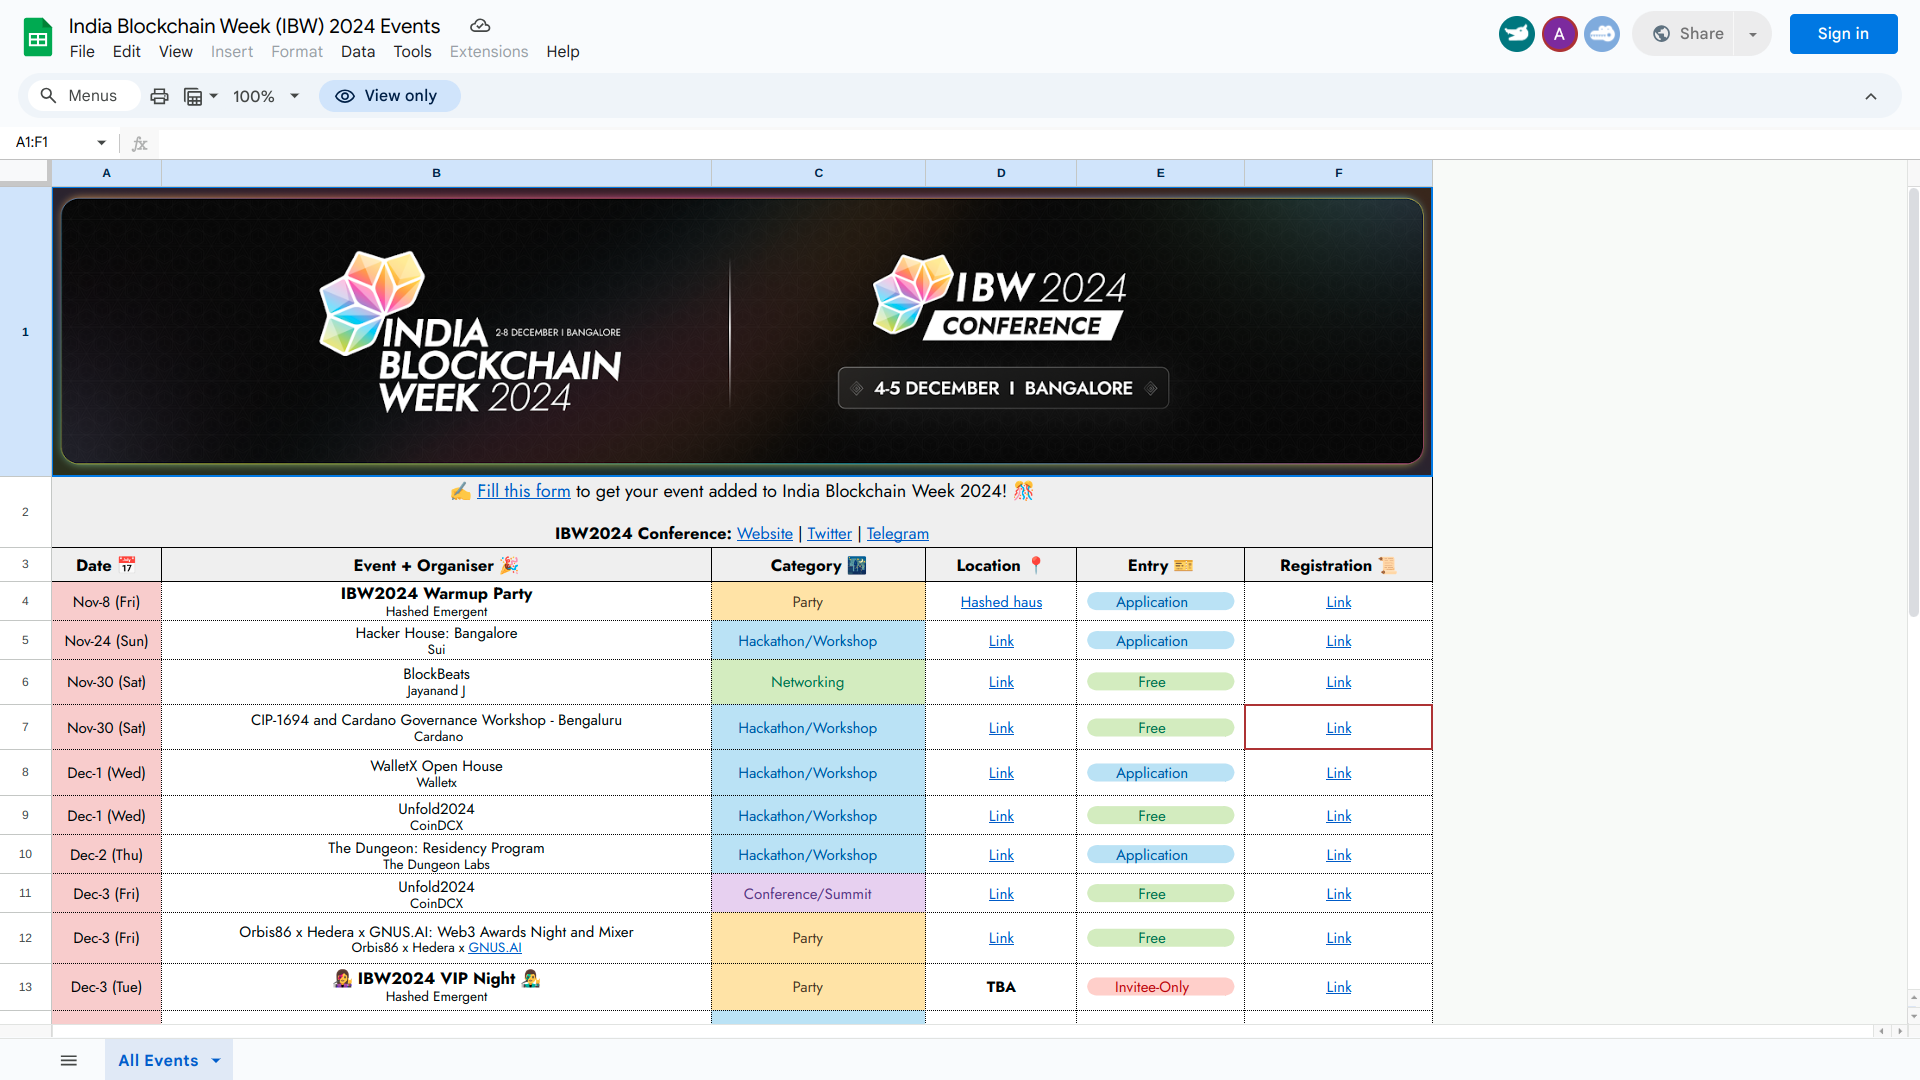 India Blockchain Week (IBW) 2024 Events
File Edit View Insert Format Data Tools Extensions Help
A
Share
Sign in
Menus
100%
View only
A1:F1
fx
A B C D E F
1
INDIA 2-8 DECEMBER I BANGALORE
BLOCKCHAIN
WEEK 2024
IBW 2024
CONFERENCE
4-5 DECEMBER I BANGALORE
2
✍ Fill this form to get your event added to India Blockchain Week 2024! 🎊
IBW2024 Conference: Website | Twitter | Telegram
3 Date 📅 Event + Organiser 🎉 Category 🌃 Location 📍 Entry 🎫 Registration 📜
4 Nov-8 (Fri) IBW2024 Warmup Party Party Hashed haus Application Link
Hashed Emergent
5 Nov-24 (Sun) Hacker House: Bangalore Hackathon/Workshop Link Application Link
Sui
6 Nov-30 (Sat) BlockBeats Networking Link Free Link
Jayanand J
7 Nov-30 (Sat) CIP-1694 and Cardano Governance Workshop - Bengaluru Hackathon/Workshop Link Free Link
Cardano
8 Dec-1 (Wed) WalletX Open House Hackathon/Workshop Link Application Link
Walletx
9 Dec-1 (Wed) Unfold2024 Hackathon/Workshop Link Free Link
CoinDCX
10 Dec-2 (Thu) The Dungeon: Residency Program Hackathon/Workshop Link Application Link
The Dungeon Labs
11 Dec-3 (Fri) Unfold2024 Conference/Summit Link Free Link
CoinDCX
12 Dec-3 (Fri) Orbis86 x Hedera x GNUS.AI: Web3 Awards Night and Mixer Party Link Free Link
Orbis86 x Hedera x GNUS.AI
13 Dec-3 (Tue) 👩‍🎤 IBW2024 VIP Night 👨‍🎤 Party TBA Invitee-Only Link
Hashed Emergent
All Events